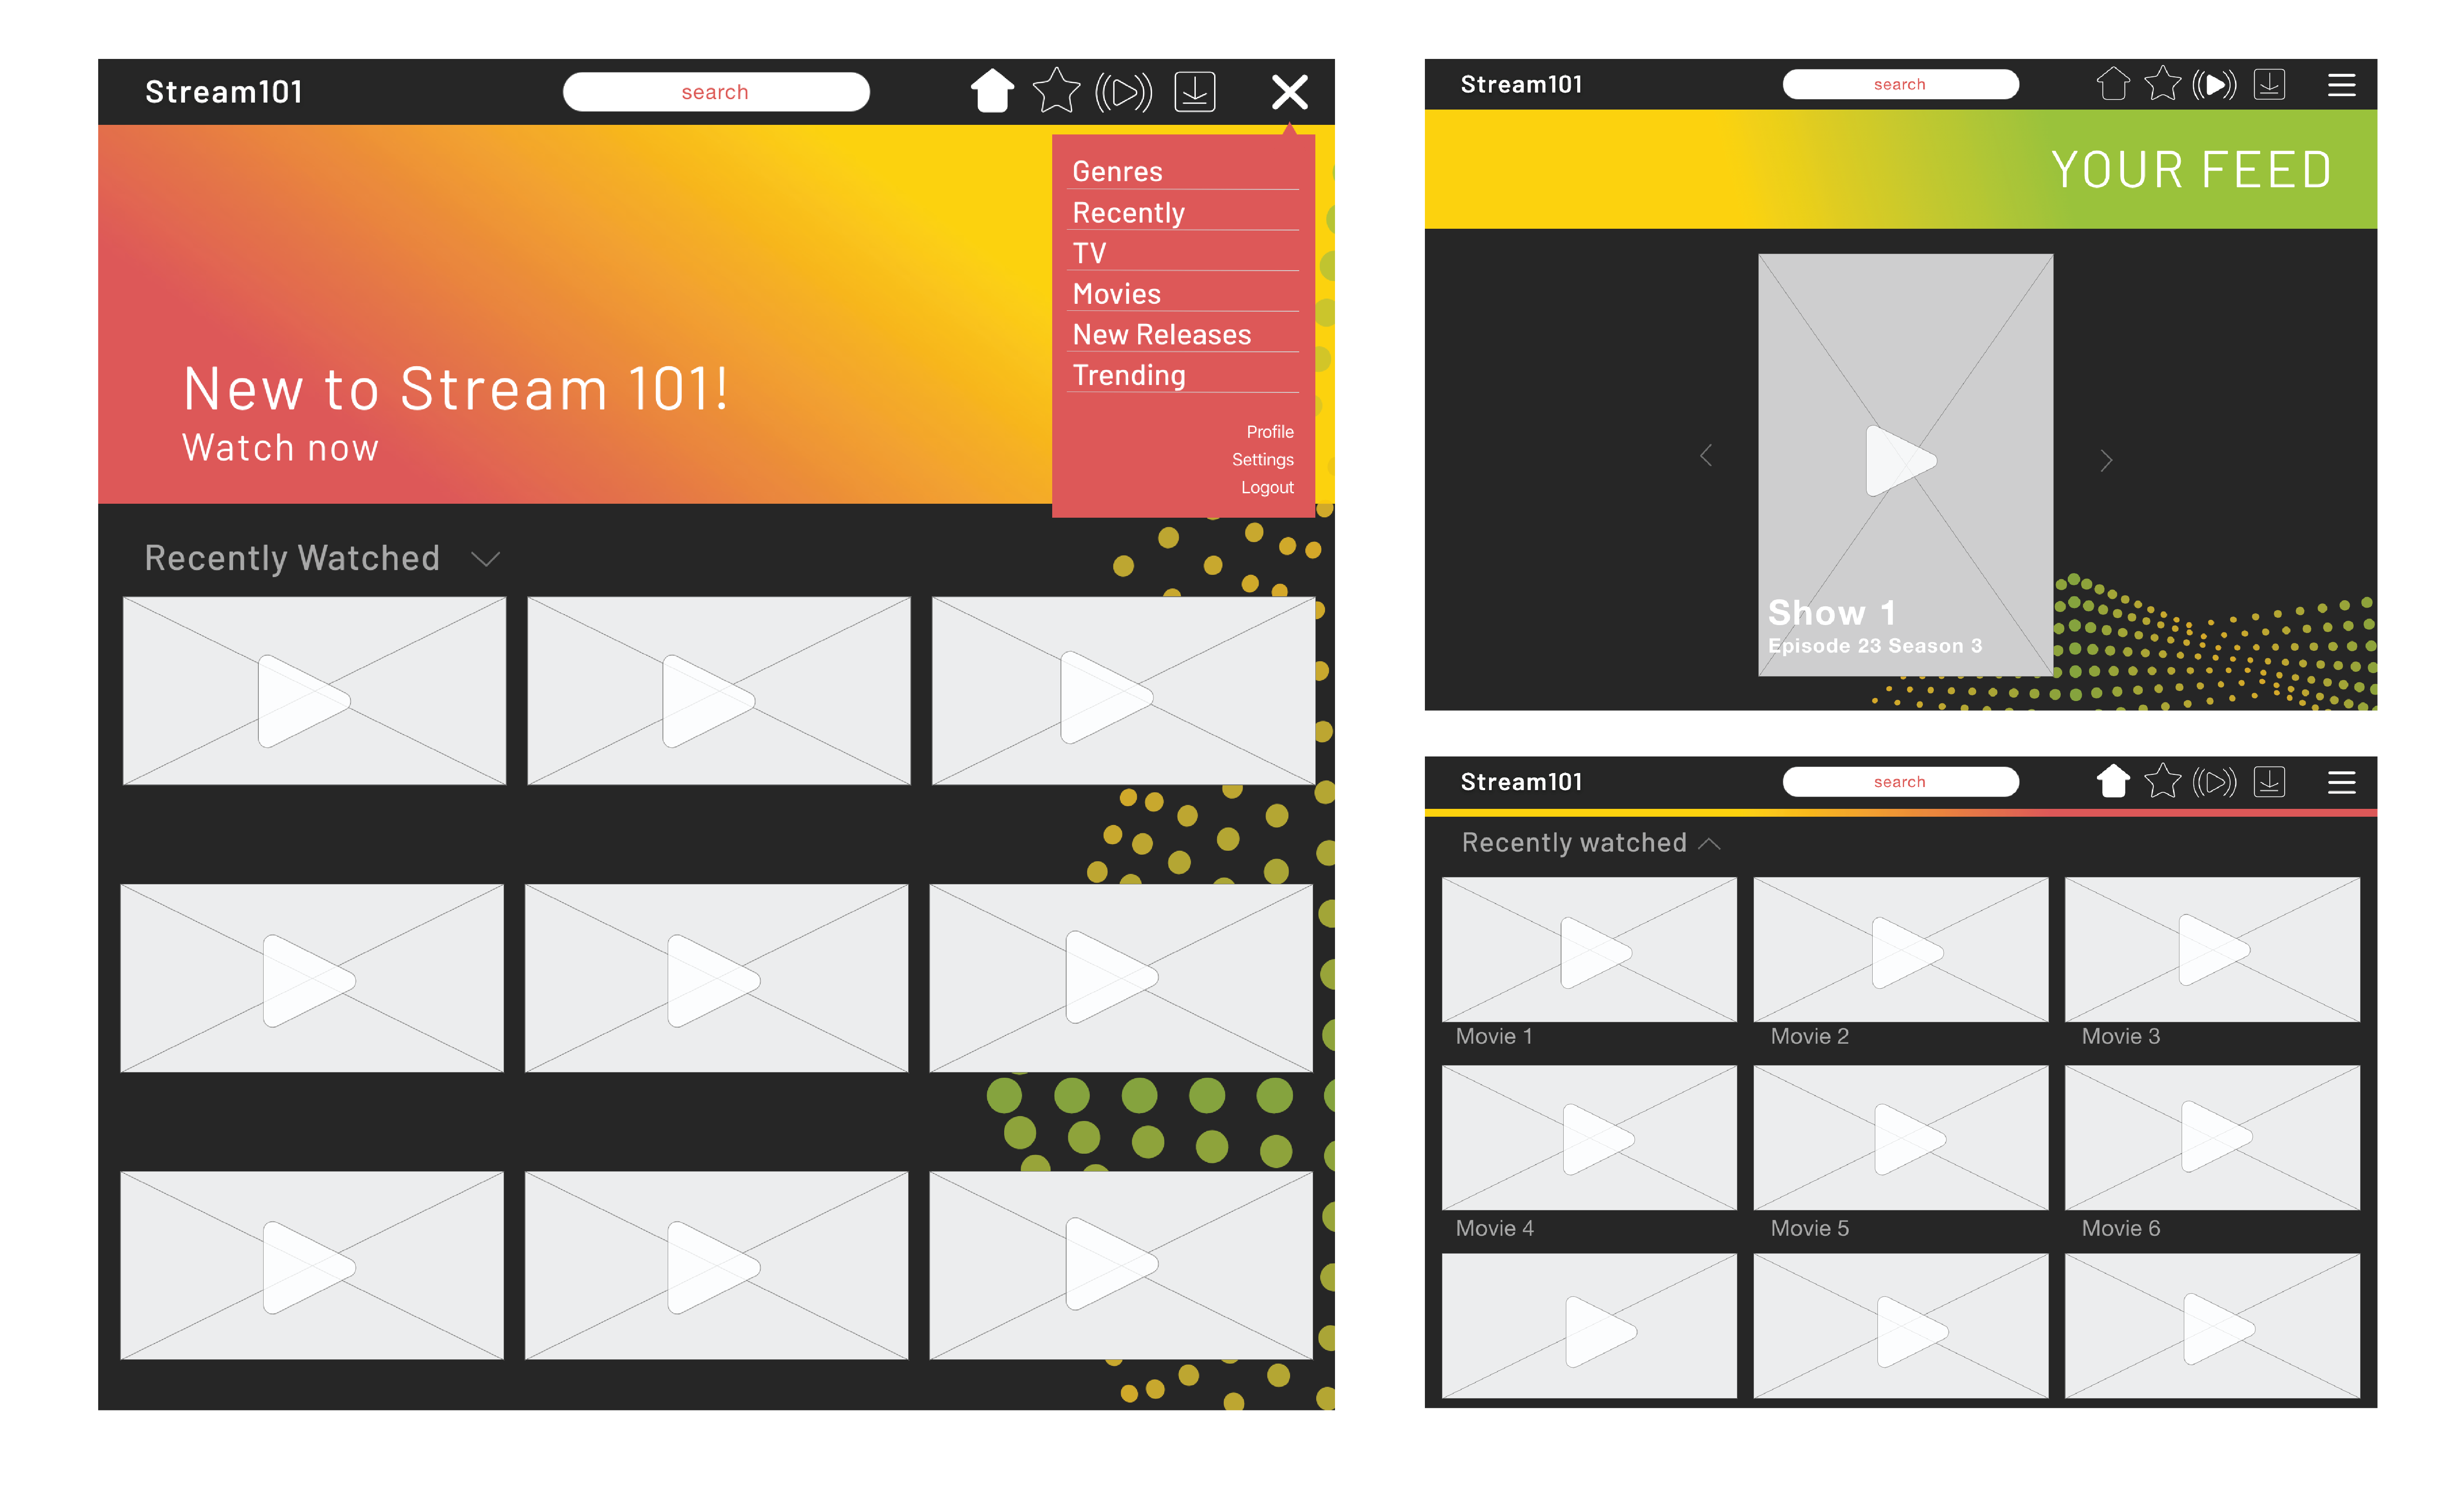 Stream101
search
Genres
Recently
TV
Movies
New Releases
Trending
Profile
Settings
Logout
New to Stream 101!
Watch now
Recently Watched
Stream101
search
YOUR FEED
Show 1
Episode 23 Season 3
Stream101
search
Recently watched
Movie 1
Movie 2
Movie 3
Movie 4
Movie 5
Movie 6